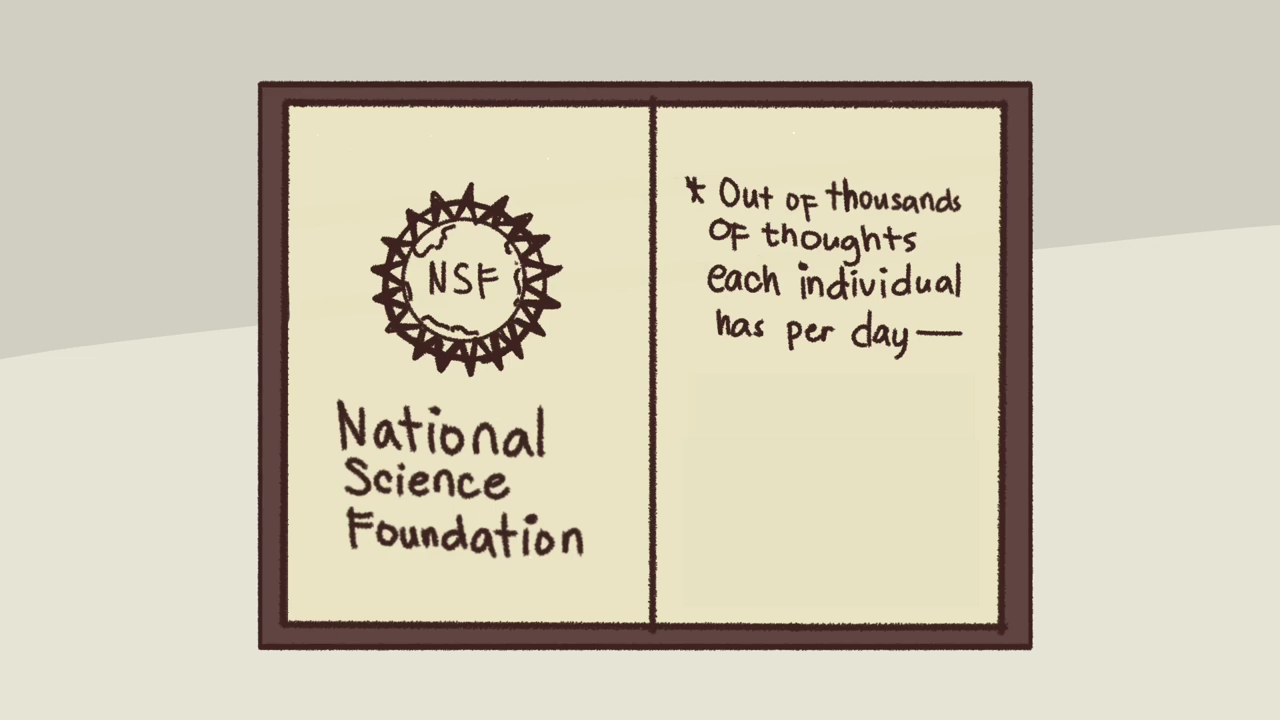 NSF
National
Science
Foundation
* Out of thousands
of thoughts
each individual
has per day —